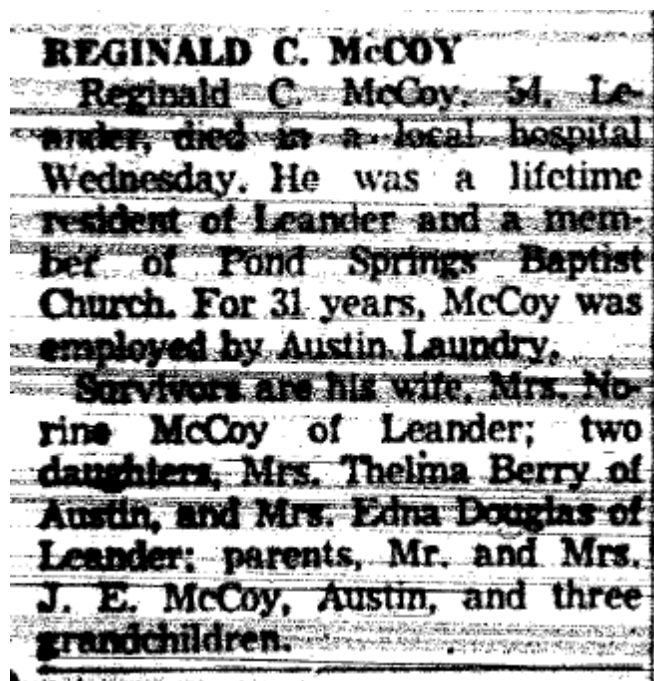 REGINALD C. McCOY
Reginald C. McCoy, 54, Le-
ander, died in a local hospital
Wednesday. He was a lifetime
resident of Leander and a mem-
ber of Pond Springs Baptist
Church. For 31 years, McCoy was
employed by Austin Laundry.
Survivors are his wife, Mrs. No-
rine McCoy of Leander; two
daughters, Mrs. Thelma Berry of
Austin, and Mrs. Edna Douglas of
Leander; parents, Mr. and Mrs.
J. E. McCoy, Austin, and three
grandchildren.